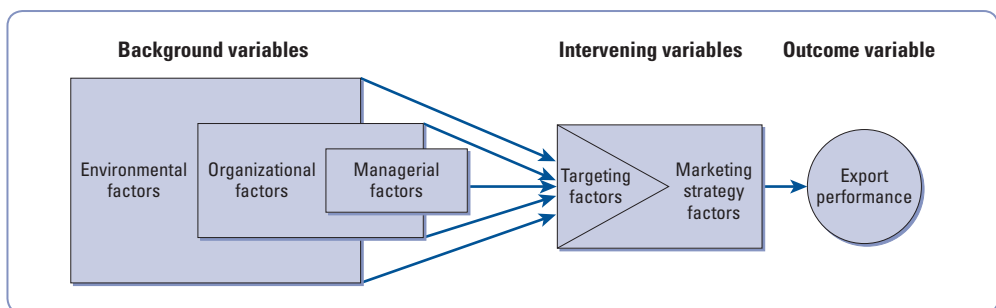 Background variables
Intervening variables
Outcome variable
Environmental
factors
Organizational
factors
Managerial
factors
Targeting
factors
Marketing
strategy
factors
Export
performance